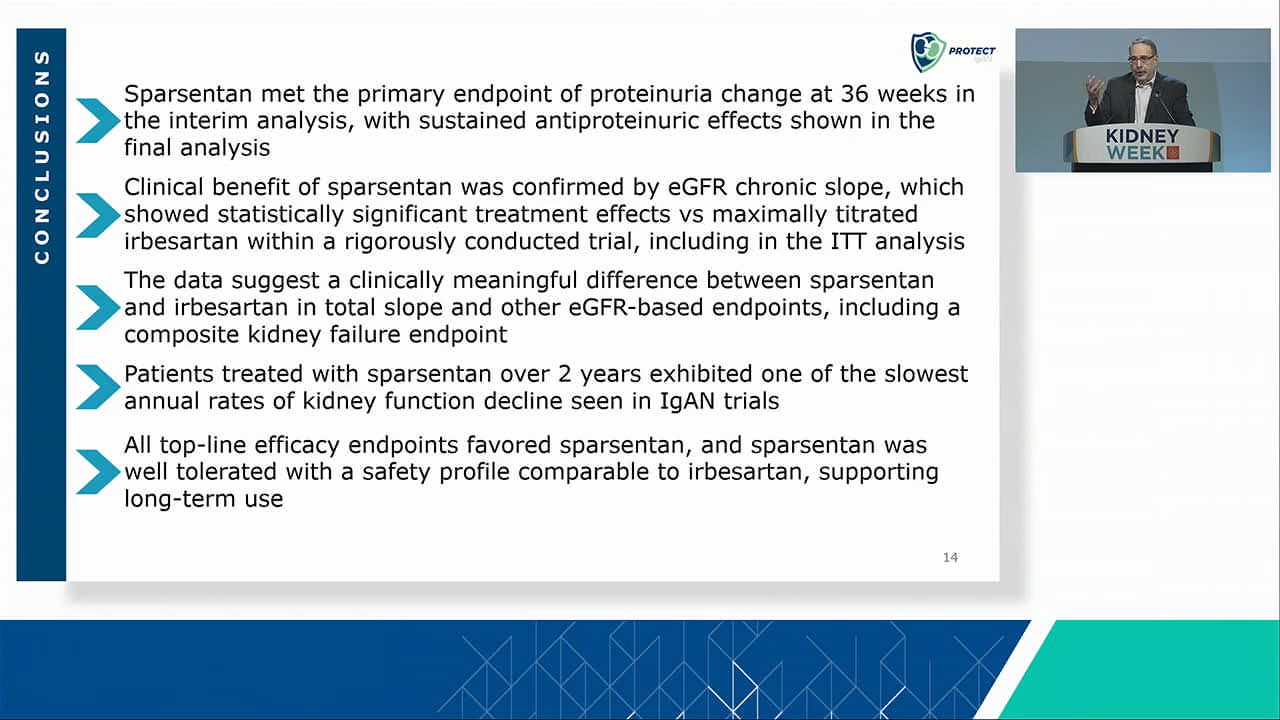 CONCLUSIONS
PROTECT
IgAN
Sparsentan met the primary endpoint of proteinuria change at 36 weeks in
the interim analysis, with sustained antiproteinuric effects shown in the
final analysis
Clinical benefit of sparsentan was confirmed by eGFR chronic slope, which
showed statistically significant treatment effects vs maximally titrated
irbesartan within a rigorously conducted trial, including in the ITT analysis
The data suggest a clinically meaningful difference between sparsentan
and irbesartan in total slope and other eGFR-based endpoints, including a
composite kidney failure endpoint
Patients treated with sparsentan over 2 years exhibited one of the slowest
annual rates of kidney function decline seen in IgAN trials
All top-line efficacy endpoints favored sparsentan, and sparsentan was
well tolerated with a safety profile comparable to irbesartan, supporting
long-term use
14
KIDNEY
WEEK